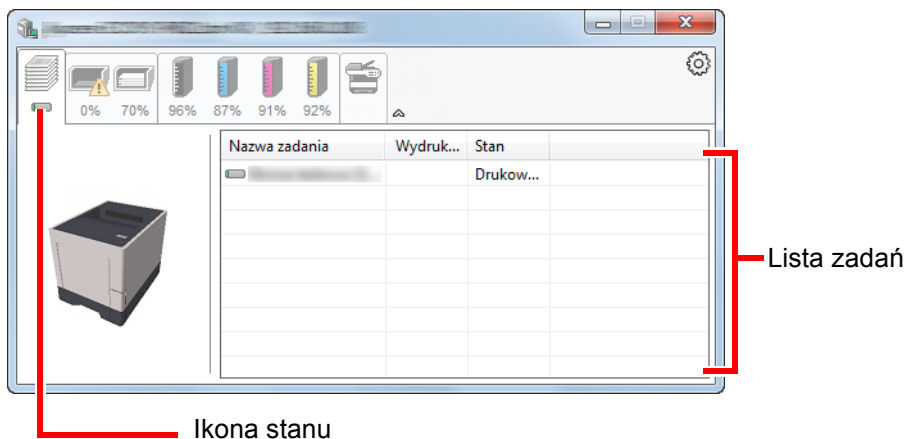 0% 70% 96% 87% 91% 92%
Nazwa zadania Wydruk... Stan
Drukow...
Lista zadań
Ikona stanu